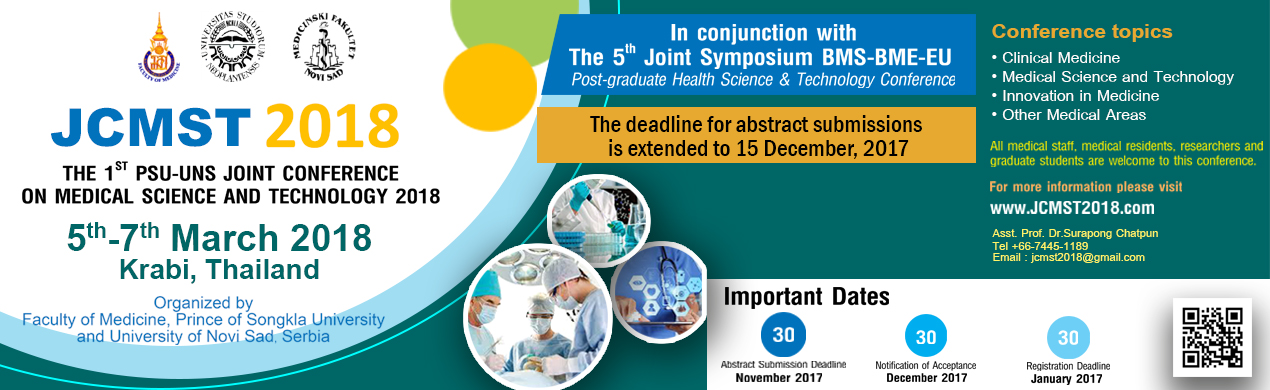 FACULTY OF MEDICINE
UNIVERSITAS STUDIORUM
NEOPLANTENSIS
MEDICINSKI FAKULTET
NOVI SAD
JCMST 2018
THE 1ST PSU-UNS JOINT CONFERENCE
ON MEDICAL SCIENCE AND TECHNOLOGY 2018
5th-7th March 2018
Krabi, Thailand
Organized by
Faculty of Medicine, Prince of Songkla University
and University of Novi Sad, Serbia
In conjunction with
The 5th Joint Symposium BMS-BME-EU
Post-graduate Health Science & Technology Conference
The deadline for abstract submissions
is extended to 15 December, 2017
Conference topics
• Clinical Medicine
• Medical Science and Technology
• Innovation in Medicine
• Other Medical Areas
All medical staff, medical residents, researchers and
graduate students are welcome to this conference.
For more information please visit
www.JCMST2018.com
Asst. Prof. Dr.Surapong Chatpun
Tel +66-7445-1189
Email : jcmst2018@gmail.com
Important Dates
30
Abstract Submission Deadline
November 2017
30
Notification of Acceptance
December 2017
30
Registration Deadline
January 2017